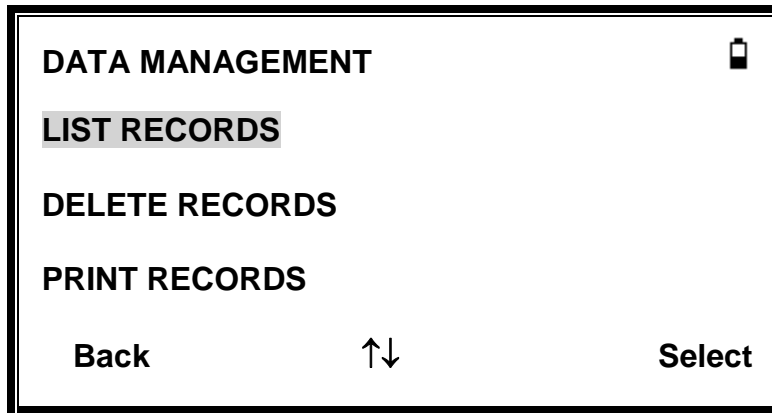 DATA MANAGEMENT
LIST RECORDS
DELETE RECORDS
PRINT RECORDS
Back ↑↓ Select